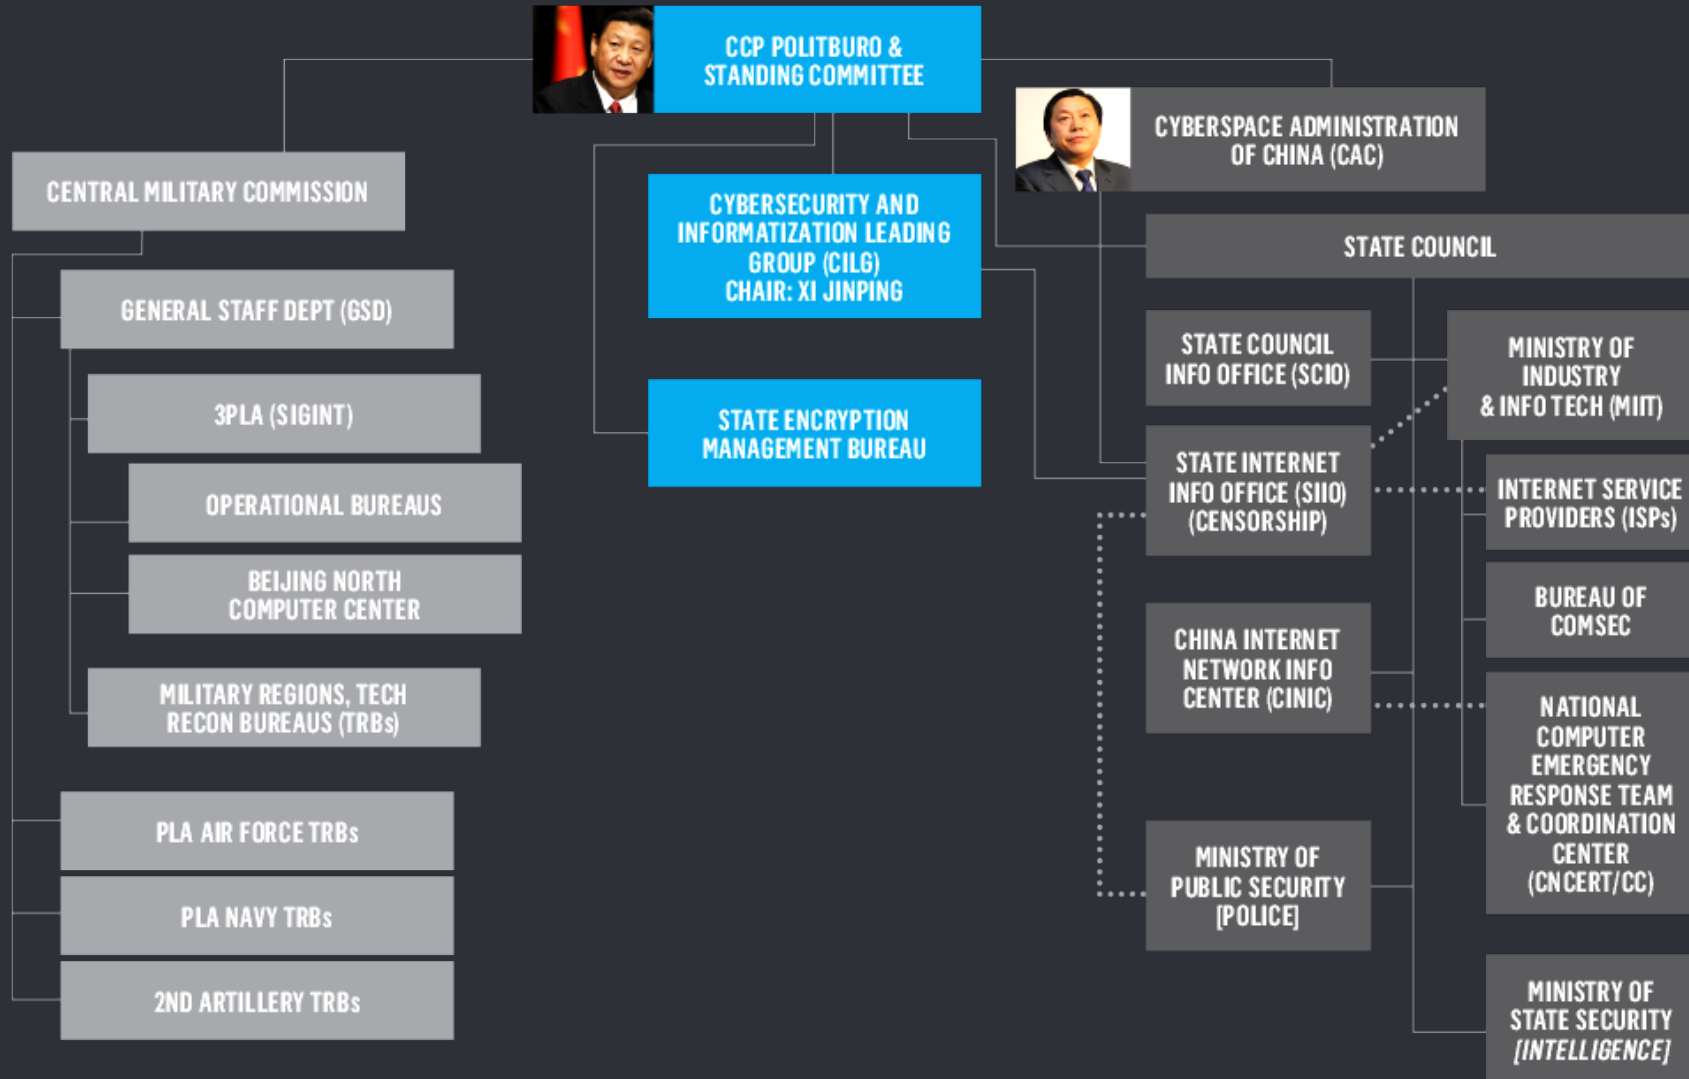 CCP POLITBURO &
STANDING COMMITTEE
CYBERSPACE ADMINISTRATION
OF CHINA (CAC)
CENTRAL MILITARY COMMISSION
CYBERSECURITY AND
INFORMATIZATION LEADING
GROUP (CILG)
CHAIR: XI JINPING
STATE COUNCIL
GENERAL STAFF DEPT (GSD)
STATE COUNCIL
INFO OFFICE (SCIO)
MINISTRY OF
INDUSTRY
& INFO TECH (MIIT)
3PLA (SIGINT)
STATE ENCRYPTION
MANAGEMENT BUREAU
STATE INTERNET
INFO OFFICE (SIIO)
(CENSORSHIP)
INTERNET SERVICE
PROVIDERS (ISPs)
OPERATIONAL BUREAUS
BEIJING NORTH
COMPUTER CENTER
BUREAU OF
COMSEC
CHINA INTERNET
NETWORK INFO
CENTER (CINIC)
MILITARY REGIONS, TECH
RECON BUREAUS (TRBs)
NATIONAL
COMPUTER
EMERGENCY
RESPONSE TEAM
& COORDINATION
CENTER
(CNCERT/CC)
PLA AIR FORCE TRBs
MINISTRY OF
PUBLIC SECURITY
[POLICE]
PLA NAVY TRBs
2ND ARTILLERY TRBs
MINISTRY OF
STATE SECURITY
[INTELLIGENCE]